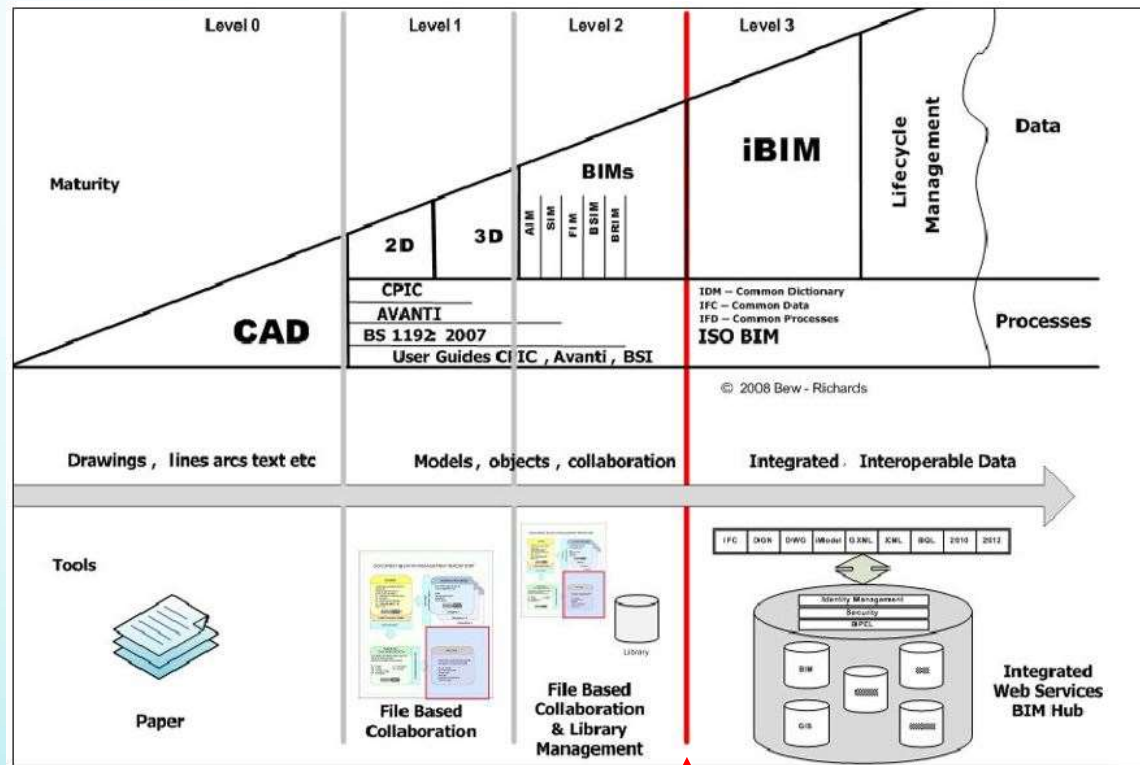 Level 0
Level 1
Level 2
Level 3
Maturity
CAD
2D
3D
BIMs
AIM
SIM
FIM
BSIM
BRIM
iBIM
Lifecycle
Management
Data
CPIC
AVANTI
BS 1192: 2007
User Guides CPIC , Avanti , BSI
IDM – Common Dictionary
IFC – Common Data
IFD – Common Processes
ISO BIM
Processes
© 2008 Bew - Richards
Drawings , lines arcs text etc
Models , objects , collaboration
Integrated , Interoperable Data
Tools
Paper
File Based
Collaboration
Library
File Based
Collaboration
& Library
Management
IFC
DWG
iModel
2010
2012
Identity Management
Security
BPEL
BIM
GIS
Integrated
Web Services
BIM Hub